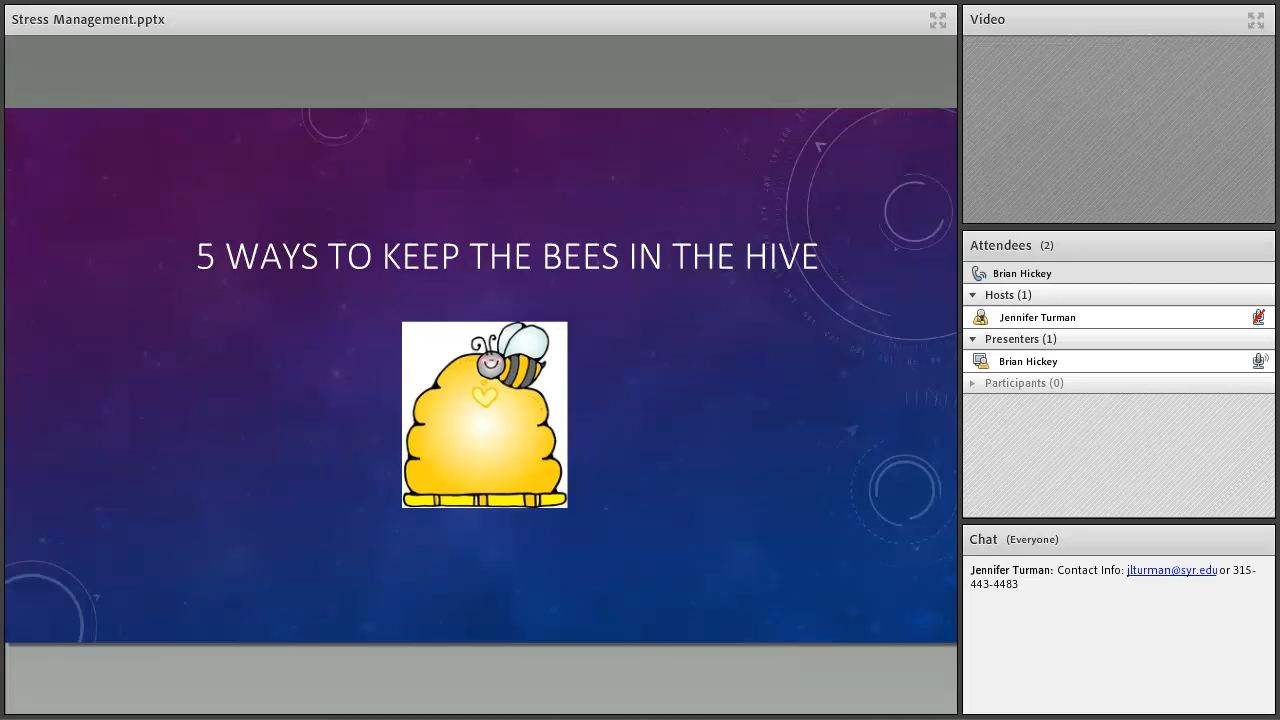 Stress Management.pptx
5 WAYS TO KEEP THE BEES IN THE HIVE
Video
Attendees (2)
Brian Hickey
Hosts (1)
Jennifer Turman
Presenters (1)
Brian Hickey
Participants (0)
Chat (Everyone)
Jennifer Turman: Contact Info: jlturman@syr.edu or 315-
443-4483